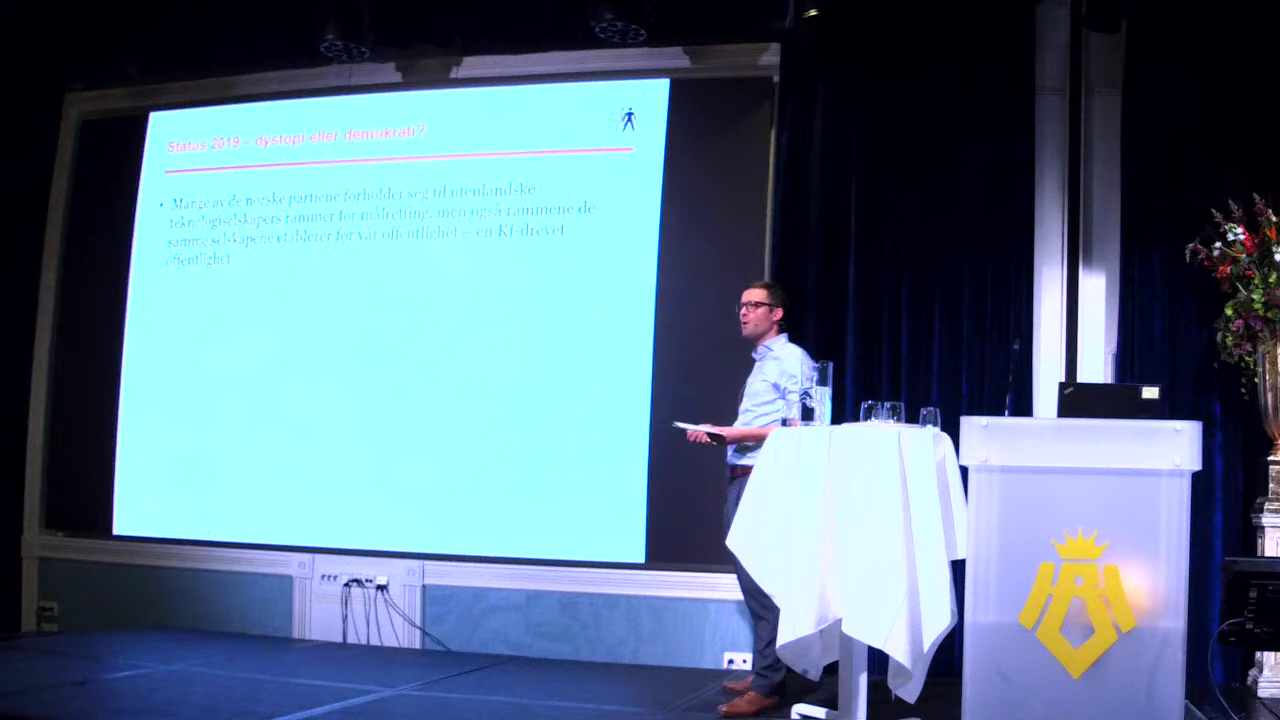 Status 2019 – dystopi eller demokrati?
• Mange av de norske partiene forholder seg til utenlandske
teknologiselskapers rammer for målretting, men også rammene de
samme selskapene etablerer for vår offentlighet – en KI-drevet
offentlighet